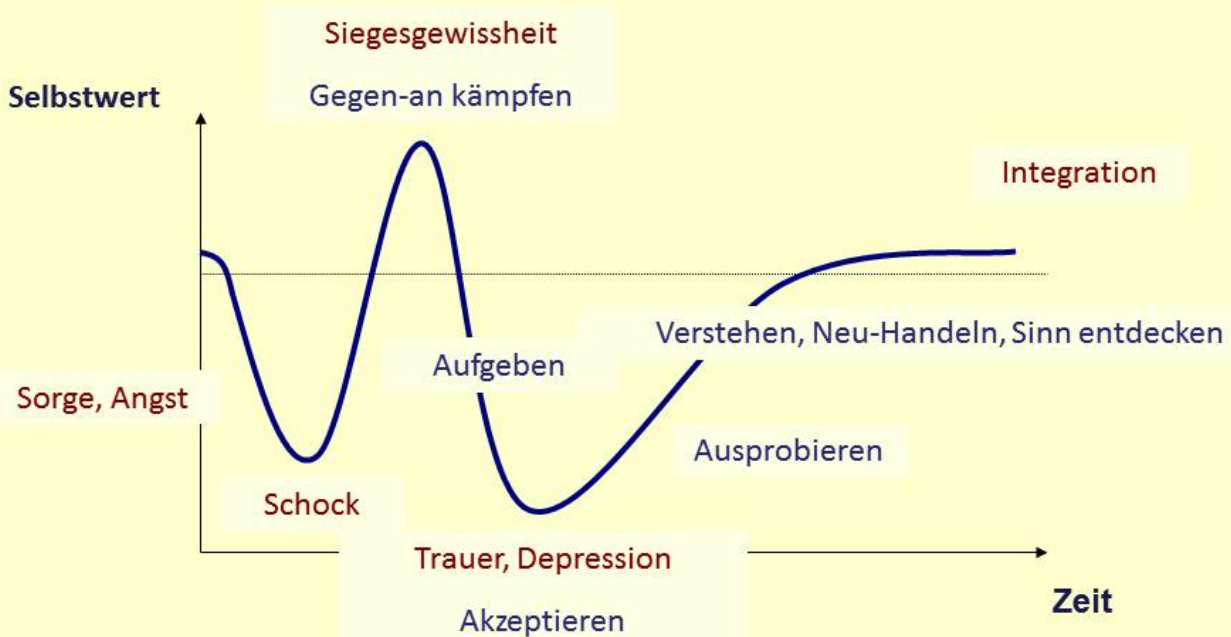 Siegesgewissheit
Selbstwert
Gegen-an kämpfen
Integration
Verstehen, Neu-Handeln, Sinn entdecken
Aufgeben
Sorge, Angst
Ausprobieren
Schock
Trauer, Depression
Zeit
Akzeptieren